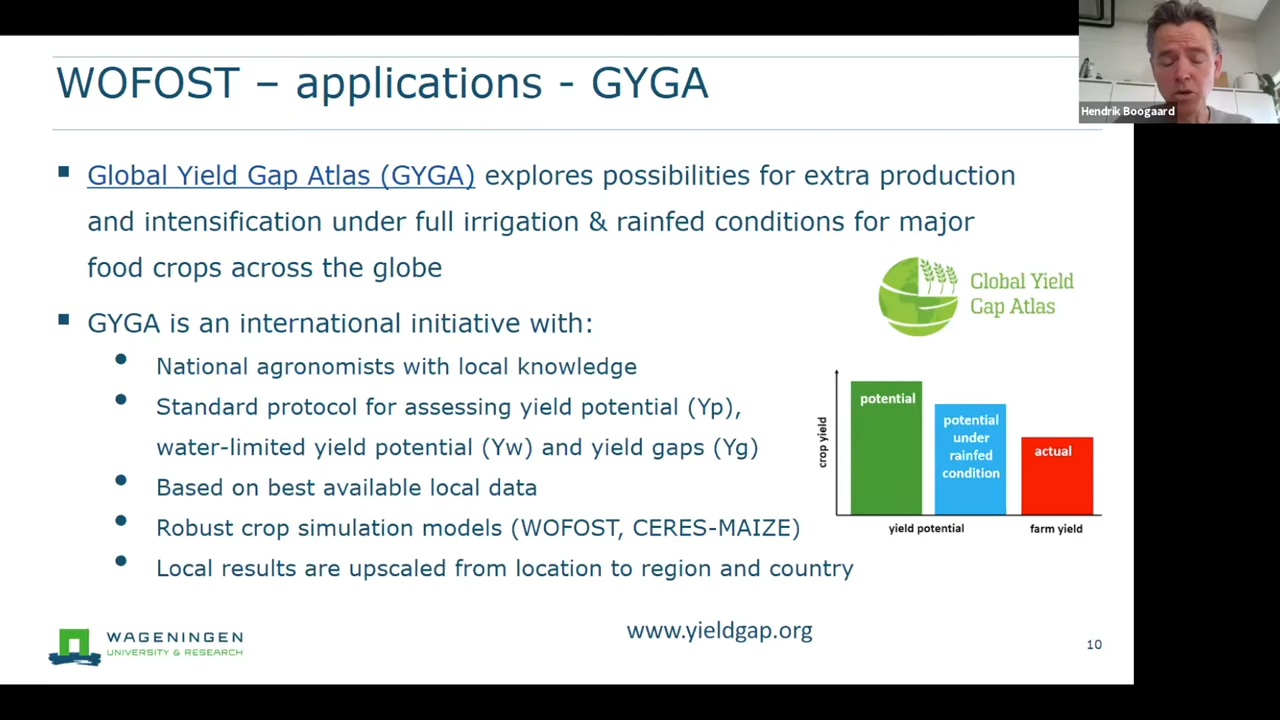 WOFOST – applications - GYGA
Hendrik Boogaard
Global Yield Gap Atlas (GYGA) explores possibilities for extra production
and intensification under full irrigation & rainfed conditions for major
food crops across the globe
Global Yield
Gap Atlas
GYGA is an international initiative with:
National agronomists with local knowledge
Standard protocol for assessing yield potential (Yp),
water-limited yield potential (Yw) and yield gaps (Yg)
Based on best available local data
Robust crop simulation models (WOFOST, CERES-MAIZE)
Local results are upscaled from location to region and country
crop yield
potential
potential
under
rainfed
condition
actual
yield potential
farm yield
WAGENINGEN
UNIVERSITY & RESEARCH
www.yieldgap.org
10